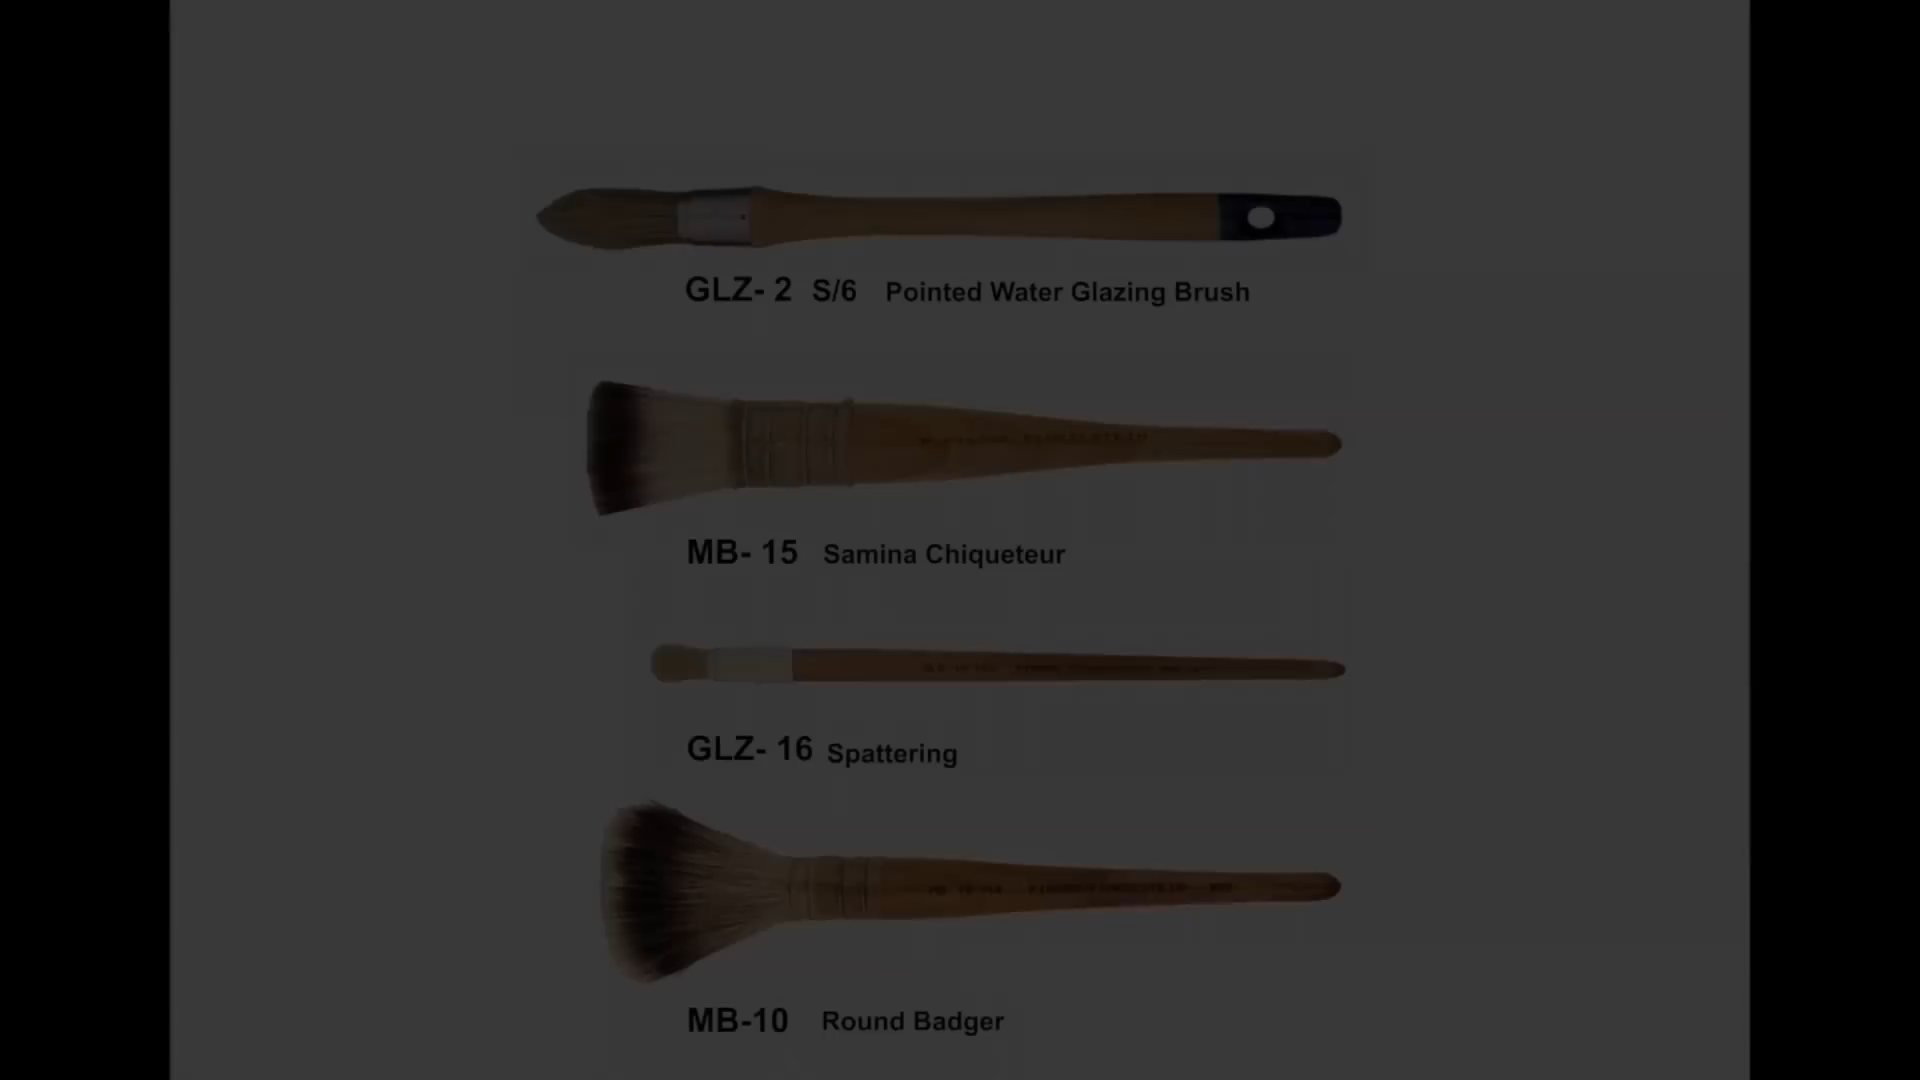 GLZ- 2 S/6 Pointed Water Glazing Brush
MB- 15 Samina Chiqueteur
GLZ- 16 Spattering
MB-10 Round Badger